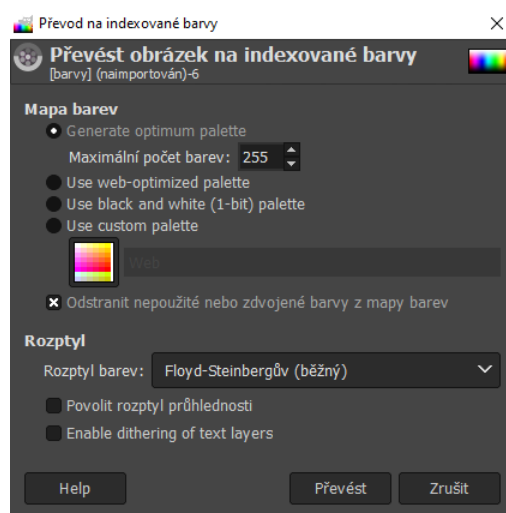 Převod na indexované barvy
Převést obrázek na indexované barvy
[barvy] (naimportován)-6
Mapa barev
Generate optimum palette
Maximální počet barev: 255
Use web-optimized palette
Use black and white (1-bit) palette
Use custom palette
Web
Odstranit nepoužité nebo zdvojené barvy z mapy barev
Rozptyl
Rozptyl barev: Floyd-Steinbergův (běžný)
Povolit rozptyl průhlednosti
Enable dithering of text layers
Help Převést Zrušit